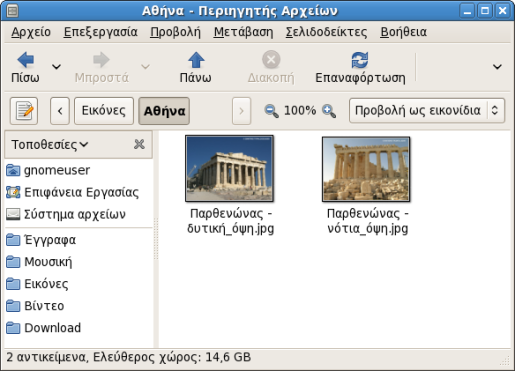 Αθήνα - Περιηγητής Αρχείων
Αρχείο Επεξεργασία Προβολή Μετάβαση Σελιδοδείκτες Βοήθεια
Πίσω Μπροστά Πάνω Διακοπή Επαναφόρτωση
Εικόνες Αθήνα 100% Προβολή ως εικονίδια
Τοποθεσίες
gnomeuser
Επιφάνεια Εργασίας
Σύστημα αρχείων
Έγγραφα
Μουσική
Εικόνες
Βίντεο
Download
Παρθενώνας -
δυτική_όψη.jpg
Παρθενώνας -
νότια_όψη.jpg
2 αντικείμενα, Ελεύθερος χώρος: 14,6 GB